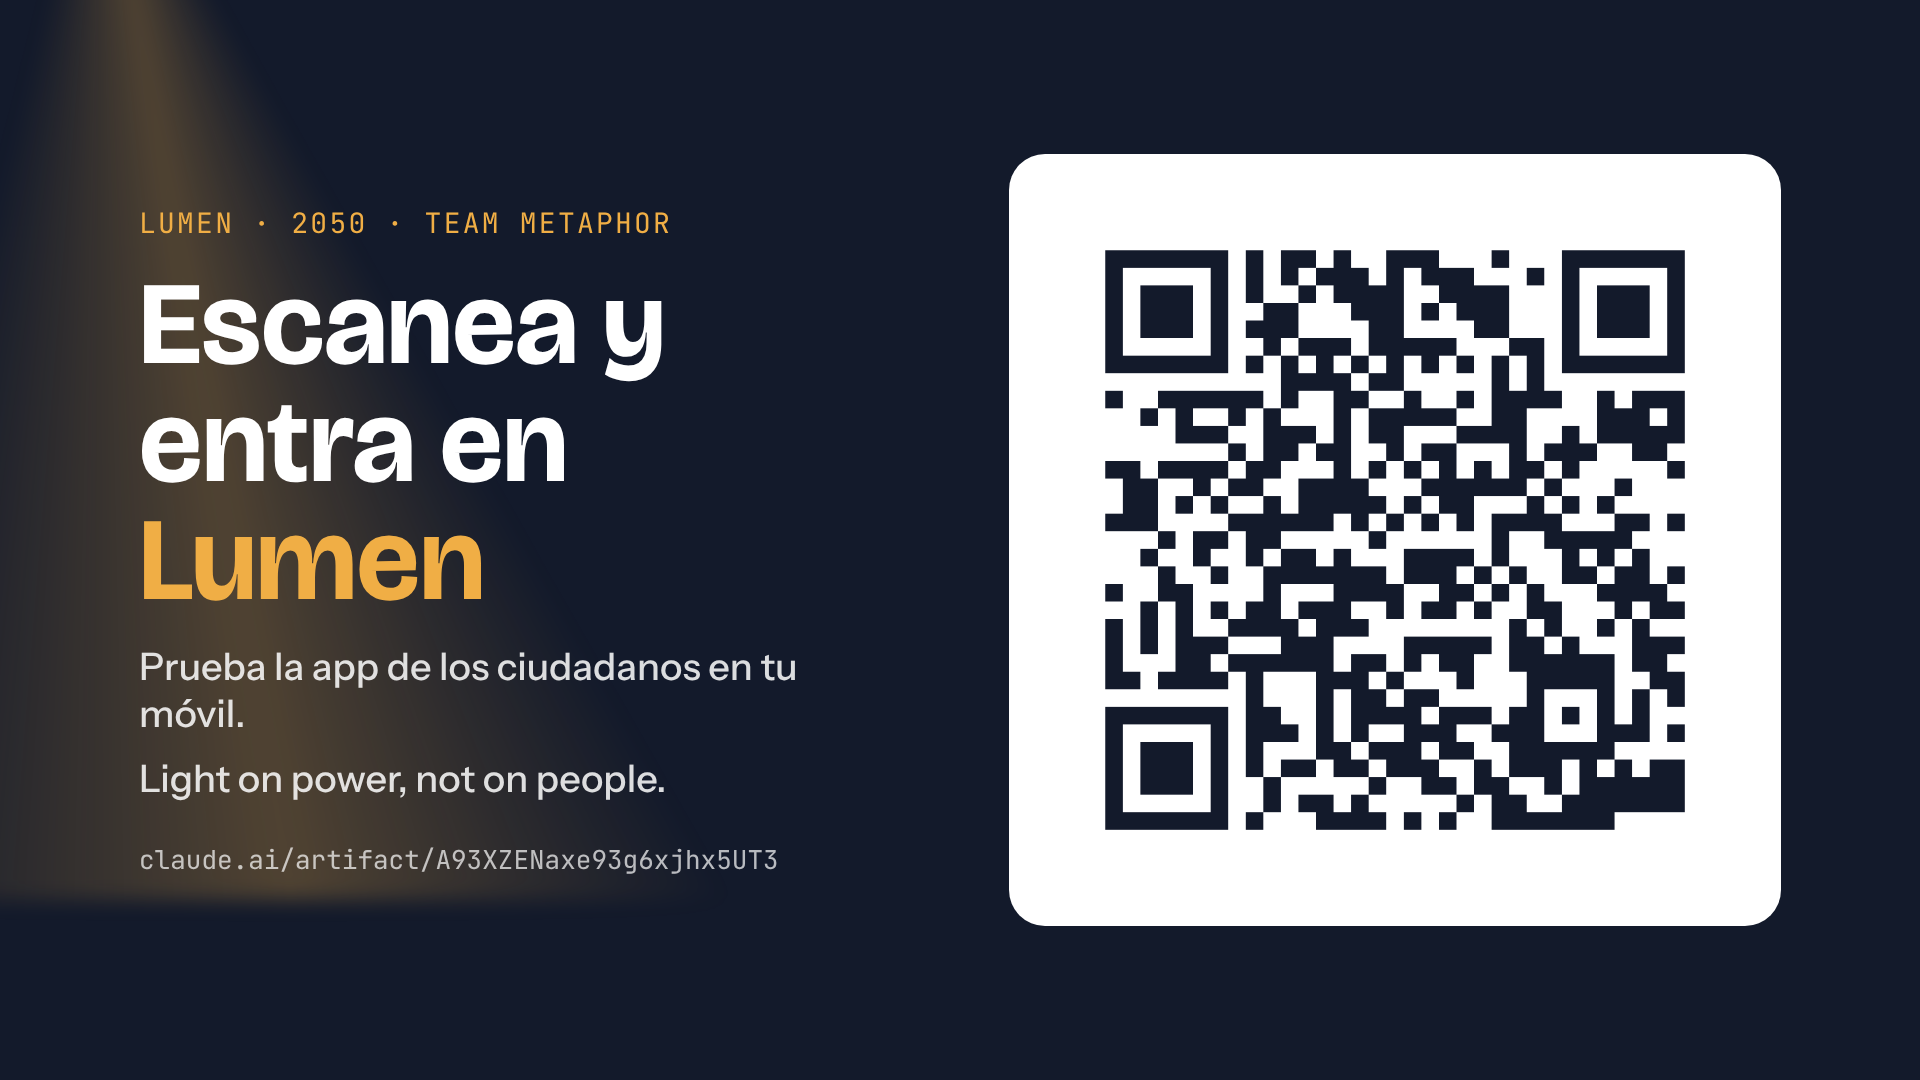 LUMEN · 2050 · TEAM METAPHOR
Escanea y
entra en
Lumen
Prueba la app de los ciudadanos en tu
móvil.
Light on power, not on people.
claude.ai/artifact/A93XZENaxe93g6xjhx5UT3